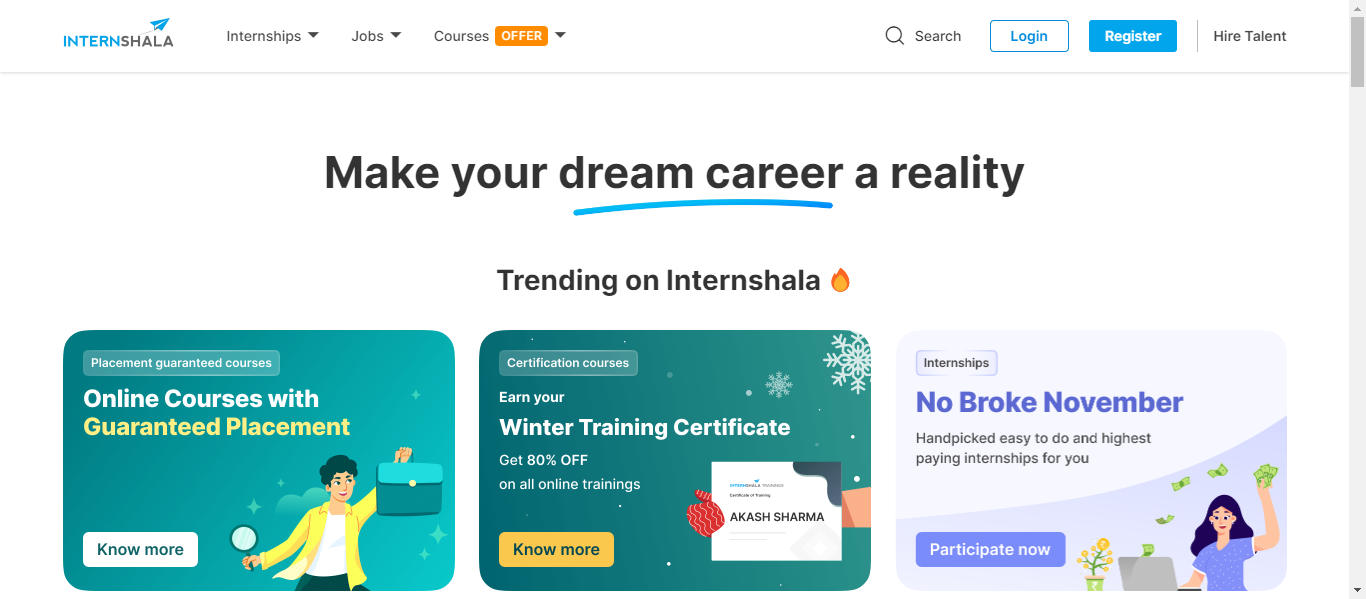 INTERNSHALA
Internships
Jobs
Courses OFFER
Search
Login
Register
Hire Talent
Make your dream career a reality
Trending on Internshala
Placement guaranteed courses
Online Courses with
Guaranteed Placement
Know more
Certification courses
Earn your
Winter Training Certificate
Get 80% OFF
on all online trainings
Know more
INTERNSHALA TRAININGS
Certificate of Training
AKASH SHARMA
Internships
No Broke November
Handpicked easy to do and highest
paying internships for you
Participate now